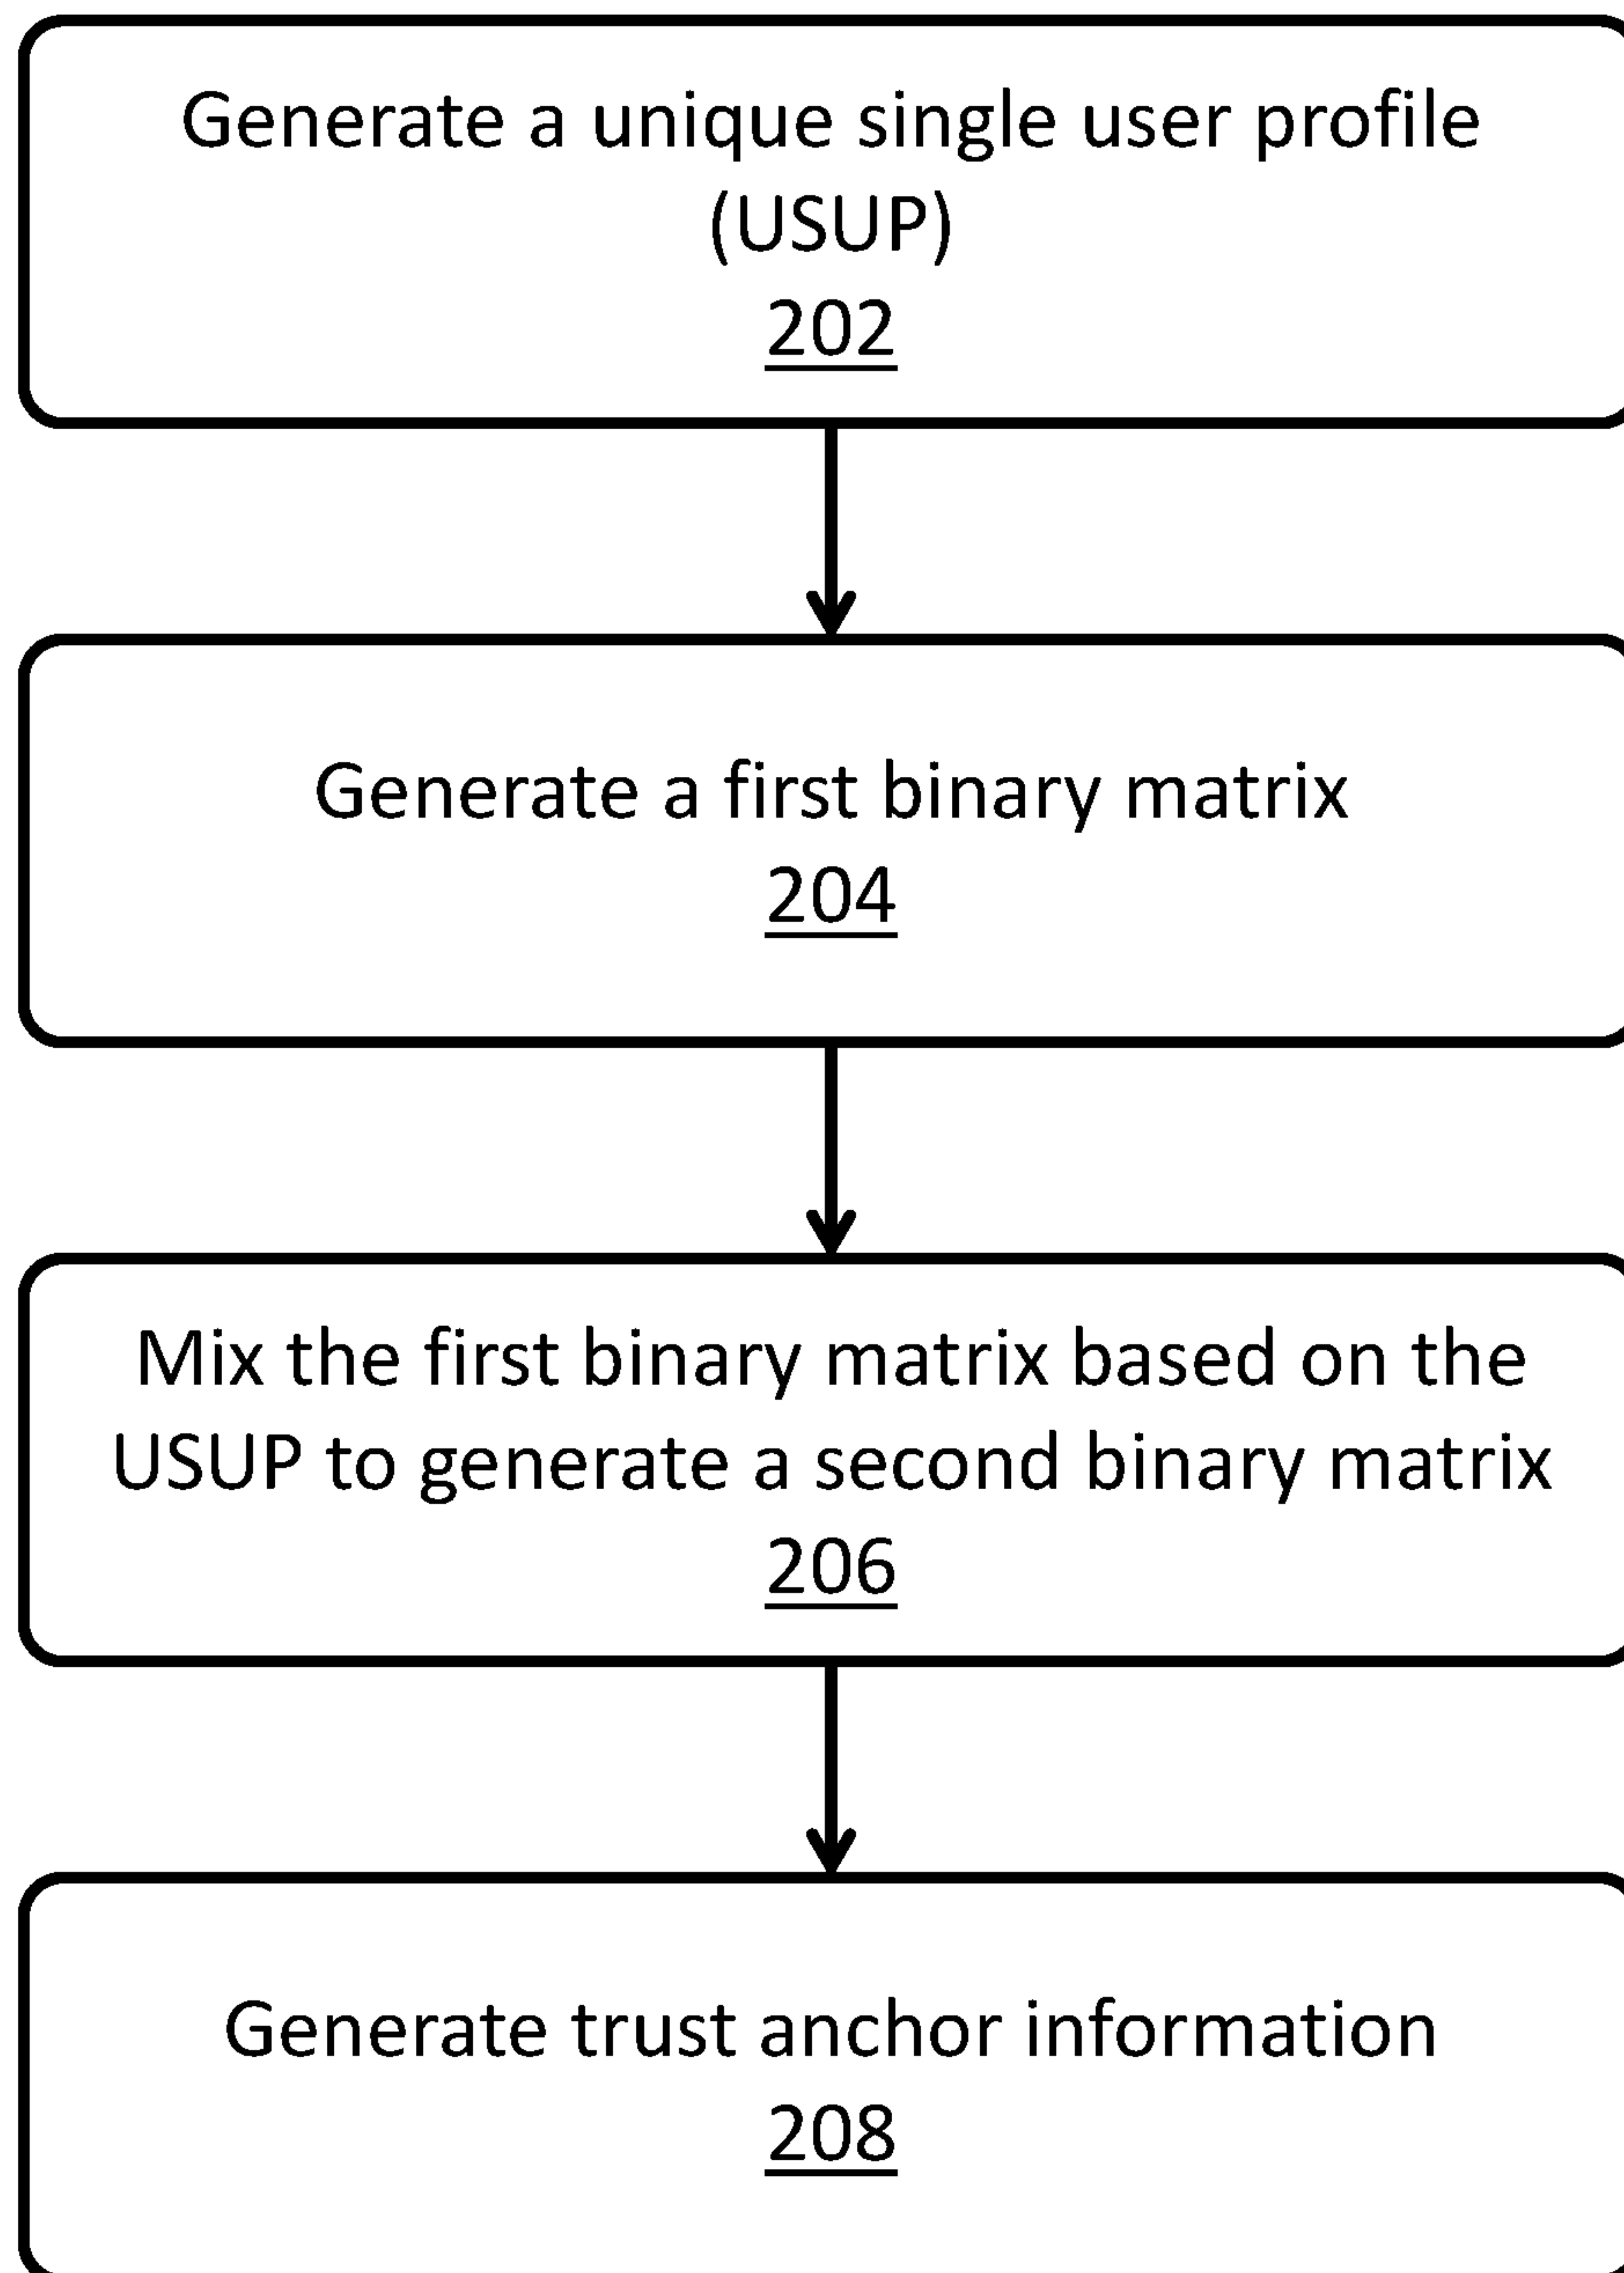 Generate a unique single user profile
(USUP)
202
Generate a first binary matrix
204
Mix the first binary matrix based on the
USUP to generate a second binary matrix
206
Generate trust anchor information
208